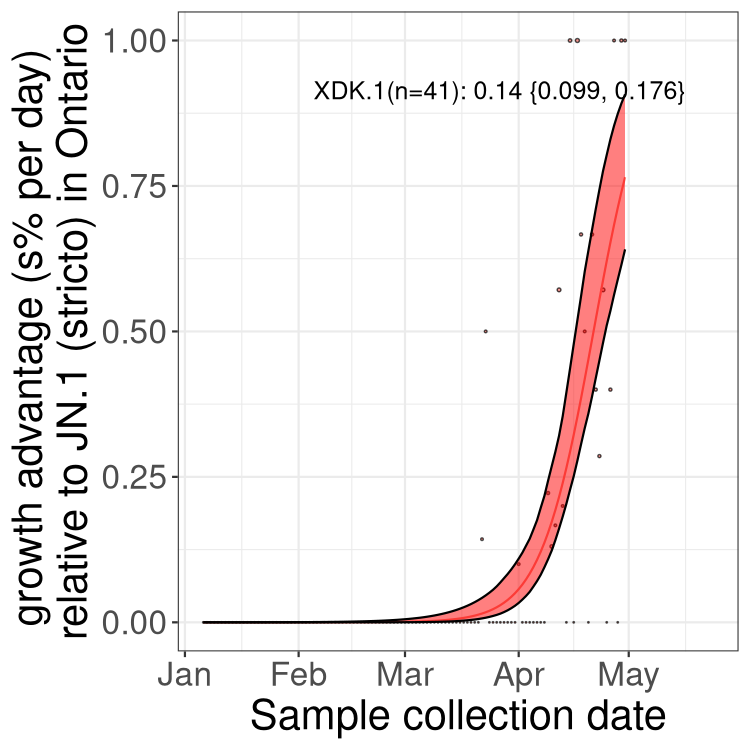 growth advantage (s% per day)
relative to JN.1 (stricto) in Ontario
1.00
0.75
0.50
0.25
0.00
XDK.1(n=41): 0.14 {0.099, 0.176}
Jan Feb Mar Apr May
Sample collection date